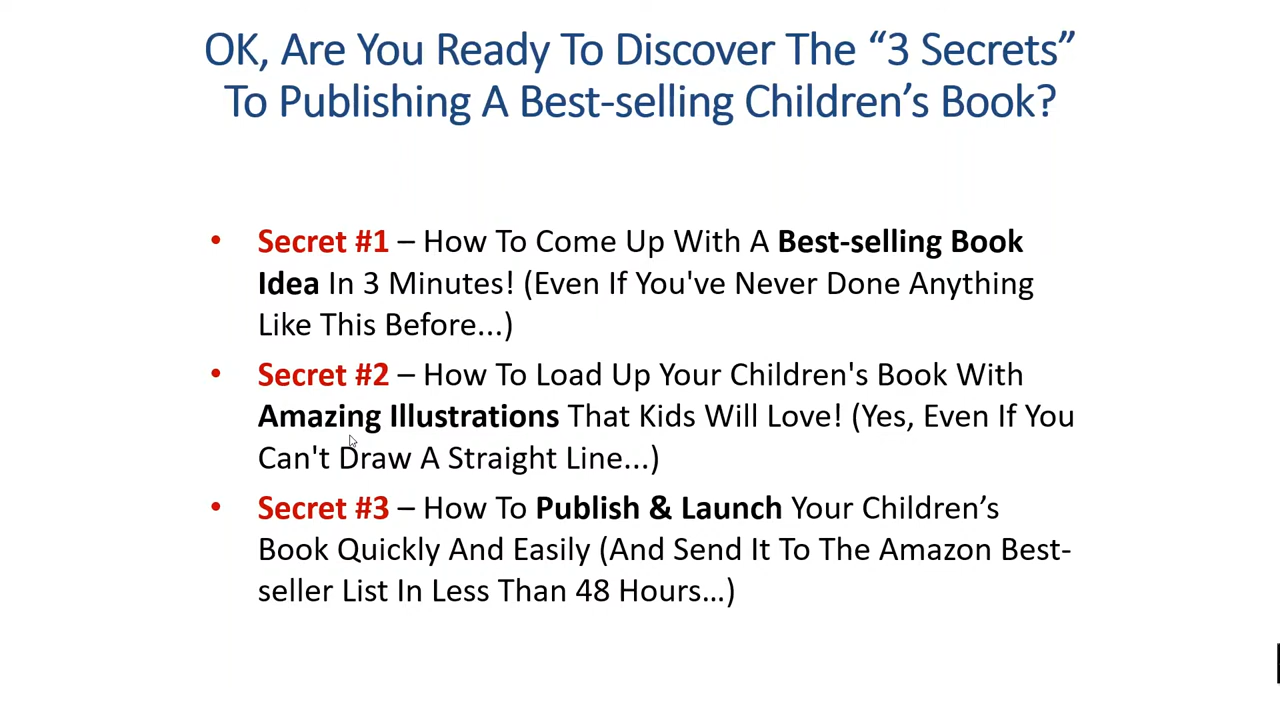 OK, Are You Ready To Discover The “3 Secrets”
To Publishing A Best-selling Children’s Book?
• Secret #1 – How To Come Up With A Best-selling Book
Idea In 3 Minutes! (Even If You've Never Done Anything
Like This Before...)
• Secret #2 – How To Load Up Your Children's Book With
Amazing Illustrations That Kids Will Love! (Yes, Even If You
Can't Draw A Straight Line...)
• Secret #3 – How To Publish & Launch Your Children’s
Book Quickly And Easily (And Send It To The Amazon Best-
seller List In Less Than 48 Hours…)